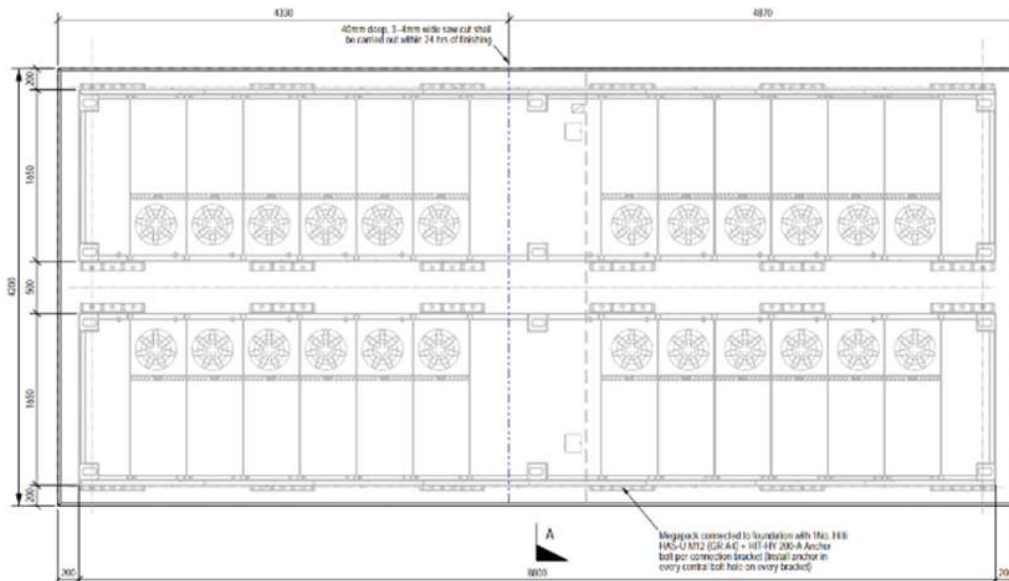 4330
4870
40mm deep, 3-4mm wide saw cut shall
be carried out within 24 hrs of finishing
200
1650
4200
500
1650
200
A
Megapack connected to foundation with 1No. Hilti
HAS-U M12 (GR A4) + HIT-HY 200-A Anchor
bolt per connection bracket (Install anchor in
every central bolt hole on every bracket)
200
8800